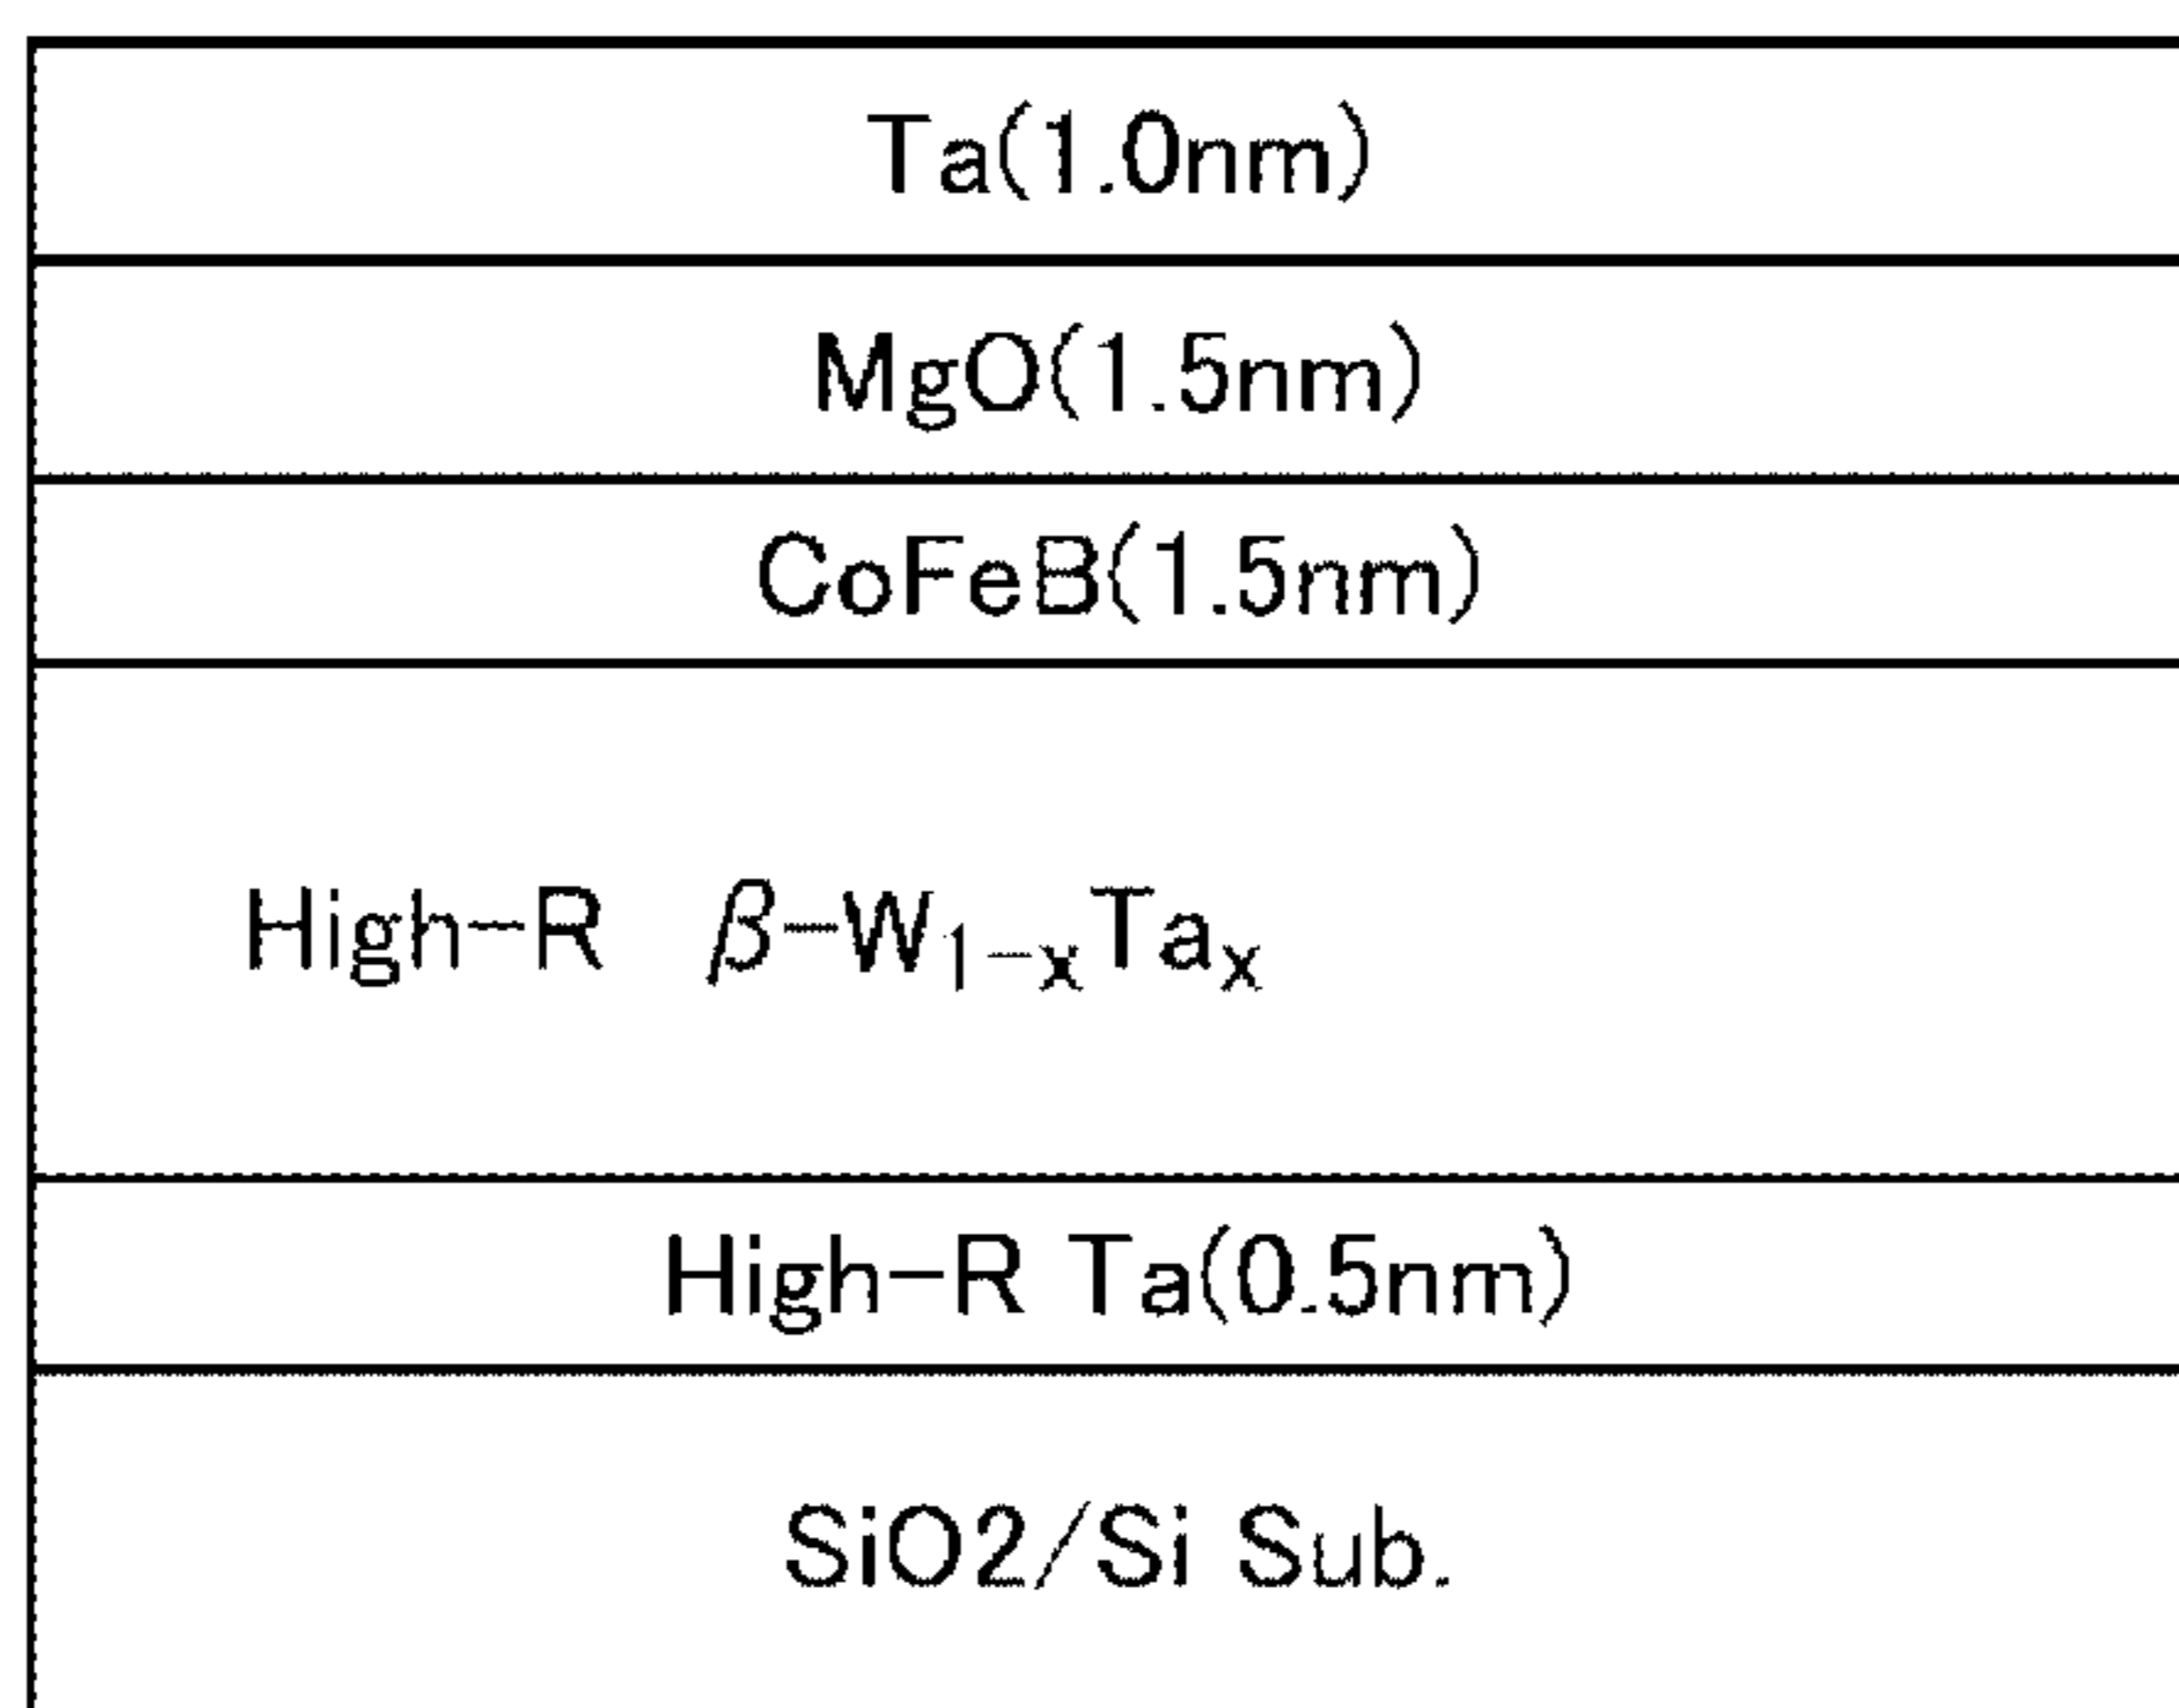 Ta(1.0nm)
MgO(1.5nm)
CoFeB(1.5nm)
High-R β-W₁₋ₓTaₓ
High-R Ta(0.5nm)
SiO2/Si Sub.